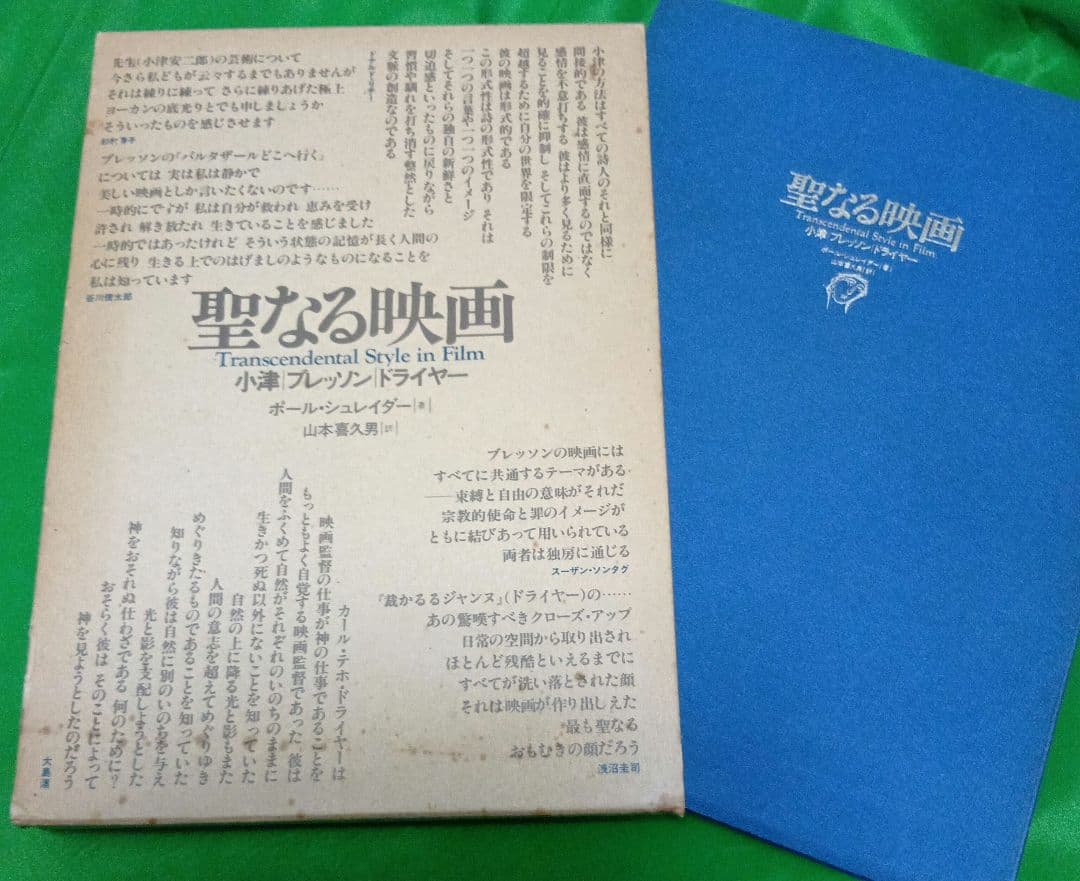 先生(小津安二郎)の芸術について
今さら私どもが云々するまでもありませんが
それは練りに練って さらに練りあげた極上
ヨーカンの底光りとでも申しましょうか
そういったものを感じさせます
ブレッソンの『バルタザールどこへ行く』
については 実は私は静かで
美しい映画としか言いたくないのです……
一時的にですが 私は自分が救われ 恵みを受け
許され 解き放たれ 生きていることを感じました
一時的ではあったけれど そういう状態の記憶が長く人間の
心に残り 生きる上でのはげましのようなものになることを
私は知っています
谷川俊太郎
小津の方法はすべての詩人のそれと同様に
間接的である 彼は感情に直面するのではなく
感情を不意打ちする 彼はより多く見るために
見ることを的確に抑制し そしてこれらの制限を
超越するために自分の世界を限定する
彼の映画は形式的である
この形式性は詩の形式性であり それは
一つ一つの言葉や一つ一つのイメージ
そしてそれらの独自の新鮮さと
切迫感といったものに戻りながら
習慣や馴れを打ち消す整然とした
文脈の創造なのである
ドナルド・リチー
聖なる映画
Transcendental Style in Film
小津|ブレッソン|ドライヤー
ポール・シュレイダー|著|
山本喜久男|訳|
ブレッソンの映画には
すべてに共通するテーマがある
――束縛と自由の意味がそれだ
宗教的使命と罪のイメージが
ともに結びあって用いられている
両者は独房に通じる
スーザン・ソンタグ
『裁かるるジャンヌ』(ドライヤー)の……
あの驚嘆すべきクローズ・アップ
日常の空間から取り出され
ほとんど残酷といえるまでに
すべてが洗い落とされた顔
それは映画が作り出しえた
最も聖なる
おもむきの顔だろう
浅沼圭司
カール・テホ・ドライヤーは
映画監督の仕事が神の仕事であることを
もっともよく自覚する映画監督であった 彼は
人間をふくめて自然がそれぞれのいのちのままに
生きかつ死ぬ以外にないことを知っていた
自然の上に降る光と影もまた
人間の意志を超えてめぐりゆき
めぐりきたるものであることを知っていた
知りながら彼は自然に別のいのちを与え
光と影を支配しようとした
神をおそれぬ仕わざである 何のために?
おそらく彼は そのことによって
神を見ようとしたのだろう
大島渚
聖なる映画
Transcendental Style in Film
小津|ブレッソン|ドライヤー
ポール・シュレイダー|著|
山本喜久男|訳|